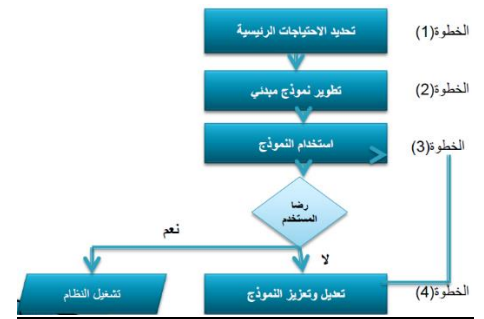 الخطوة(1)
تحديد الاحتياجات الرئيسية
الخطوة(2)
تطوير نموذج مبدئي
الخطوة(3)
استخدام النموذج
رضا
المستخدم
نعم
لا
الخطوة(4)
تعديل وتعزيز النموذج
تشغيل النظام